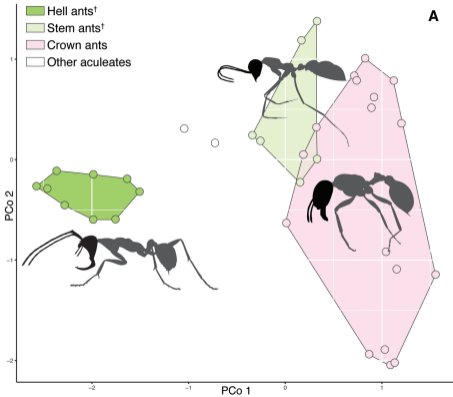 Hell ants†
Stem ants†
Crown ants
Other aculeates
A
1
0
−1
−2
PCo 2
−2
−1
0
1
PCo 1